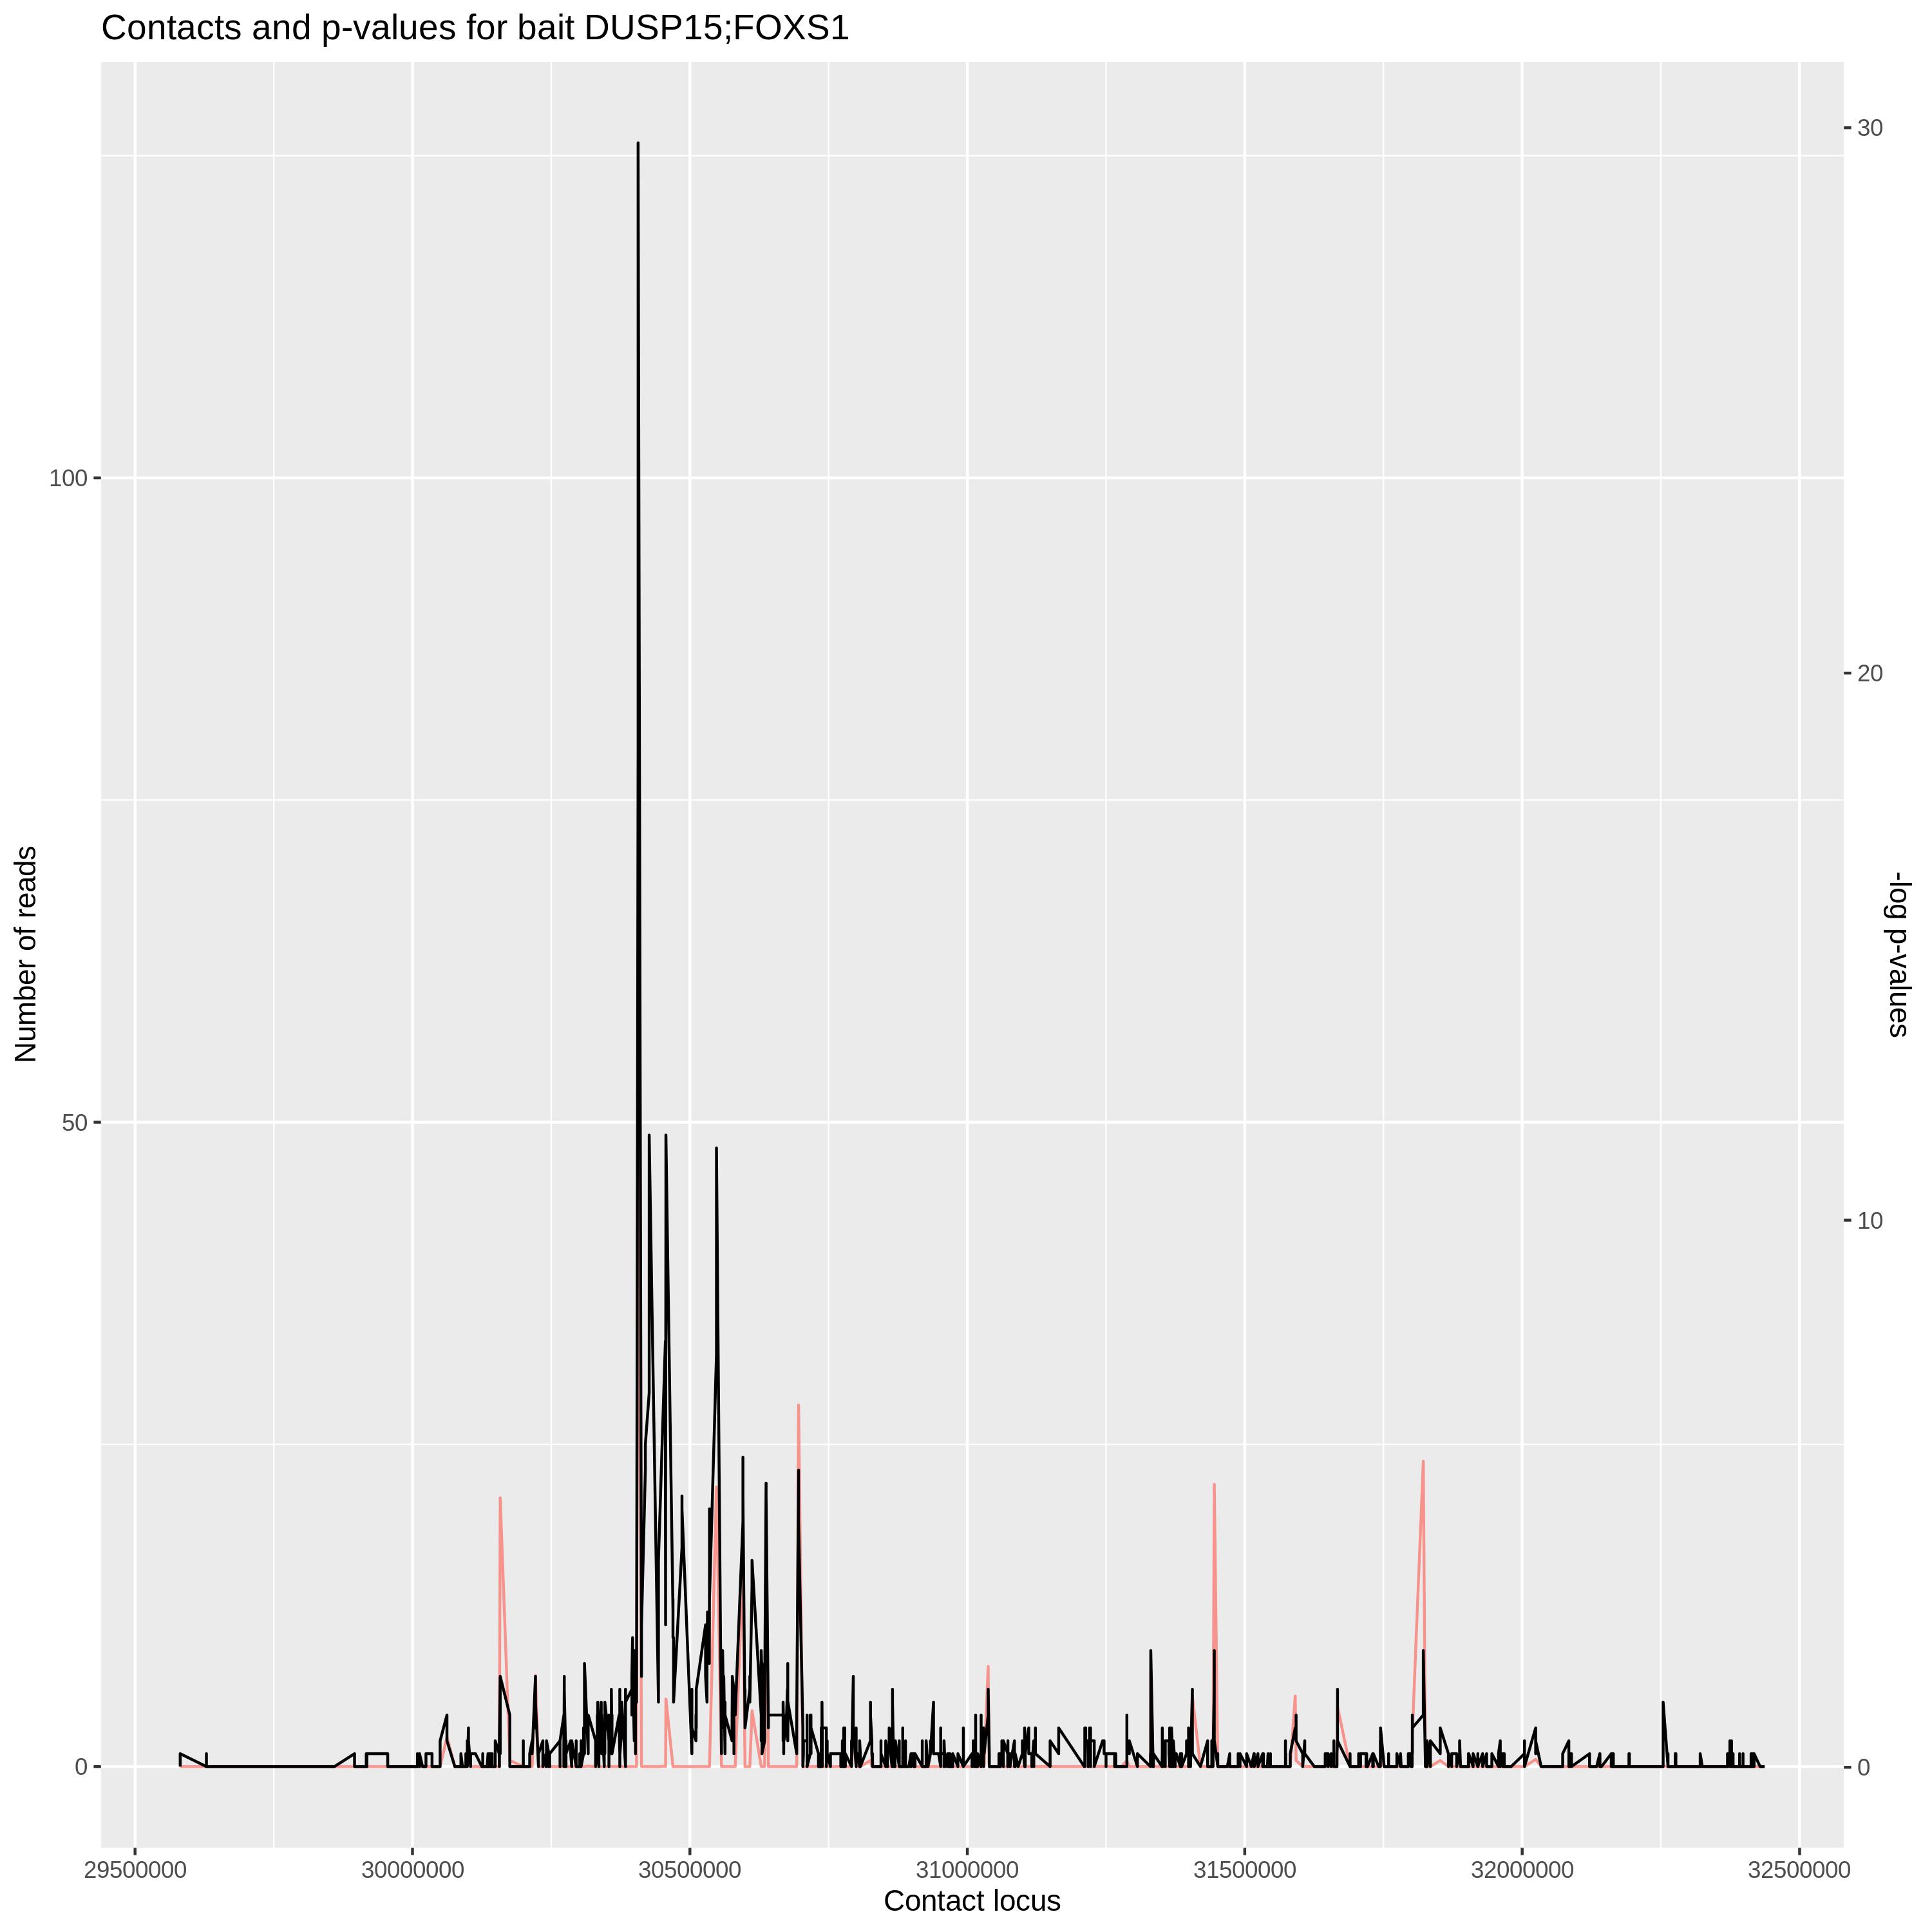 Contacts and p-values for bait DUSP15;FOXS1
30
100
20
Number of reads
-log p-values
50
10
0
0
29500000 30000000 30500000 31000000 31500000 32000000 32500000
Contact locus